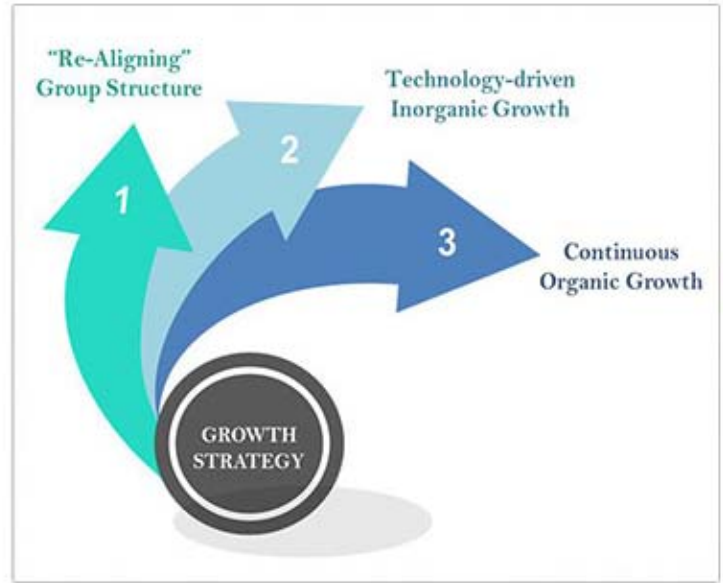 “Re-Aligning”
Group Structure
1
Technology-driven
Inorganic Growth
2
3
Continuous
Organic Growth
GROWTH
STRATEGY